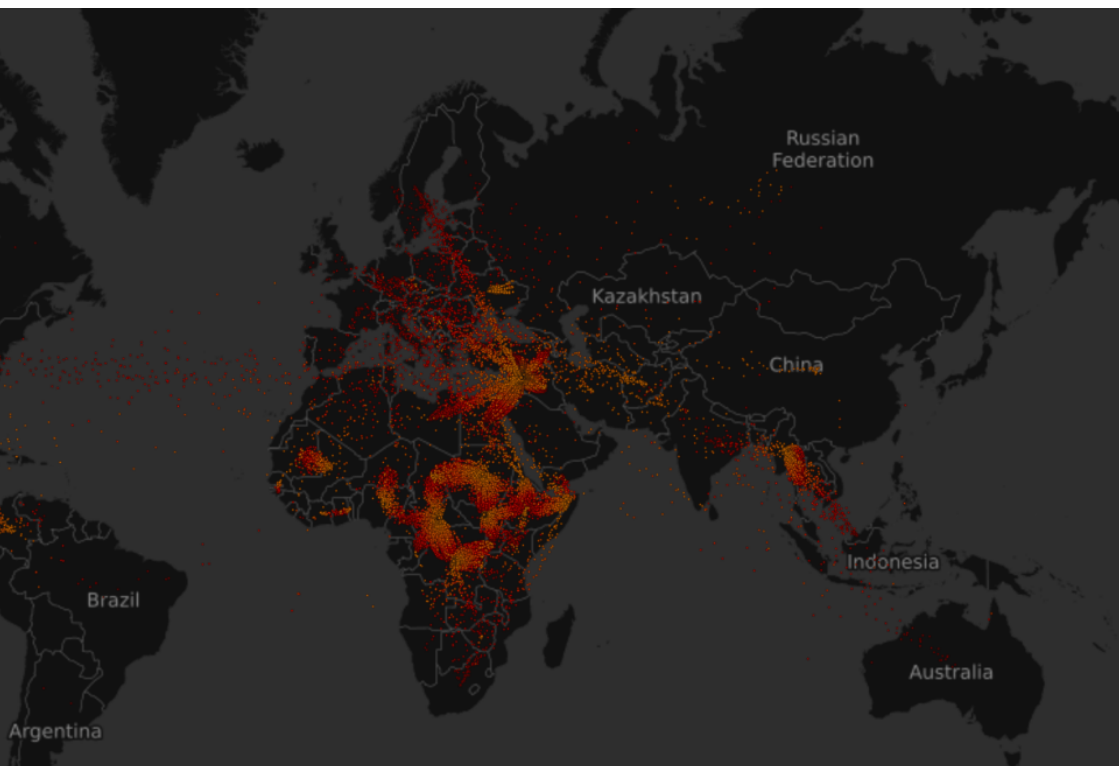 Russian
Federation
Kazakhstan
China
Indonesia
Brazil
Australia
Argentina